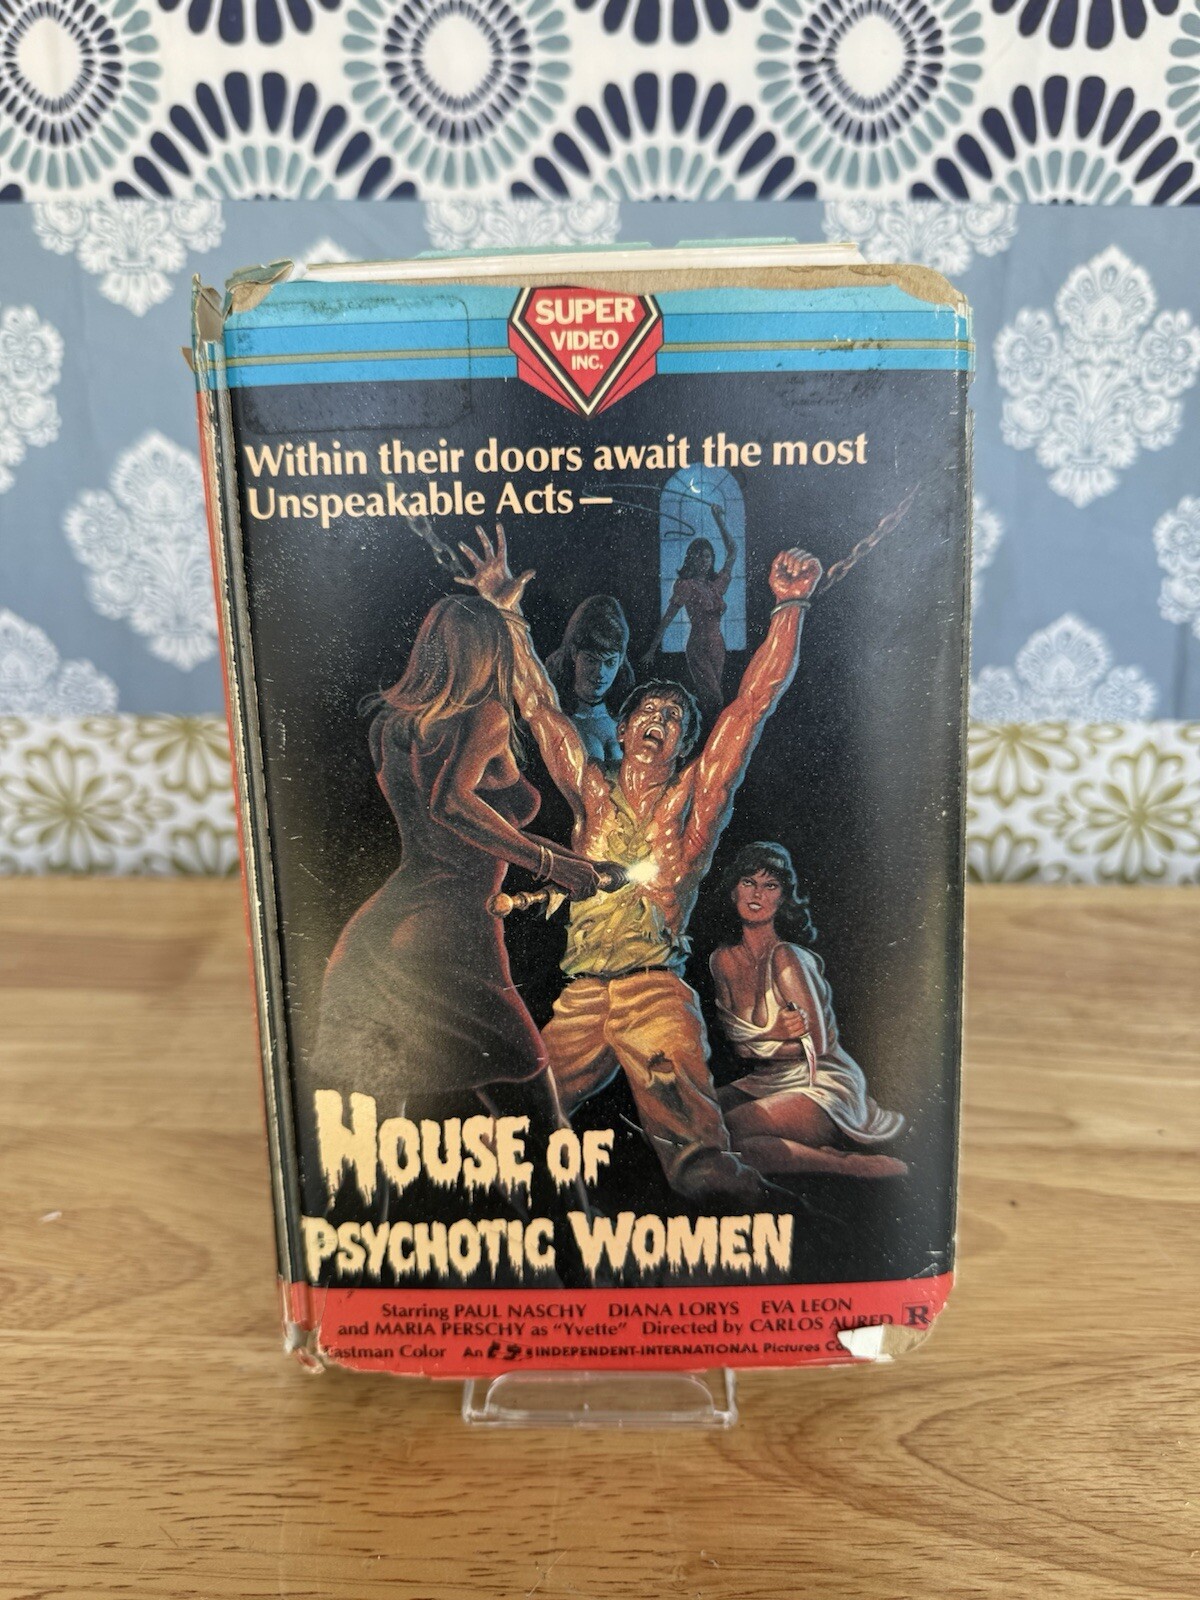 SUPER
VIDEO
INC.
Within their doors await the most
Unspeakable Acts—
HOUSE OF
PSYCHOTIC WOMEN
Starring PAUL NASCHY DIANA LORYS EVA LEON
and MARIA PERSCHY as "Yvette" Directed by CARLOS AURED R
Eastman Color An INDEPENDENT-INTERNATIONAL Pictures